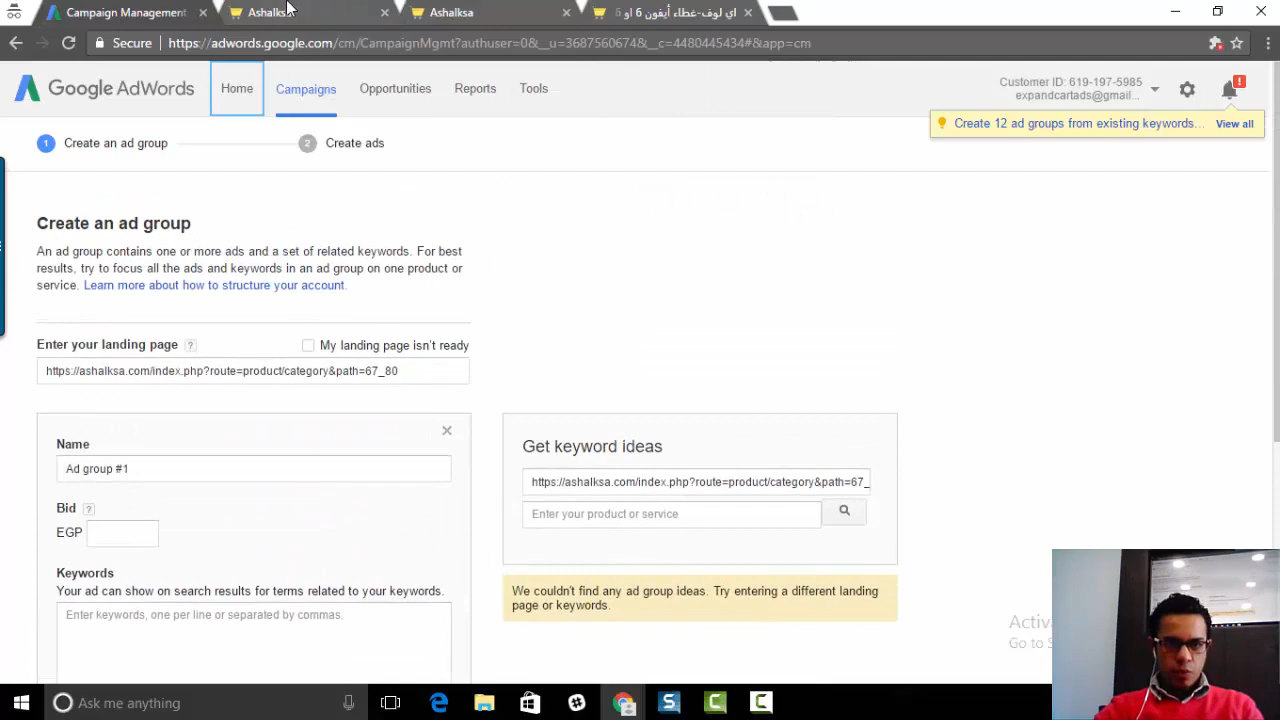 Campaign Management
Ashalksa
Ashalksa
اي لوف-غطاء أيفون 6 او 6
Secure
https://adwords.google.com/cm/CampaignMgmt?authuser=0&__u=3687560674&__c=4480445434#&app=cm
Google AdWords
Home
Campaigns
Opportunities
Reports
Tools
Customer ID: 619-197-5985
expandcartads@gmail...
!
Create 12 ad groups from existing keywords...
View all
1 Create an ad group
2 Create ads
Create an ad group
An ad group contains one or more ads and a set of related keywords. For best
results, try to focus all the ads and keywords in an ad group on one product or
service. Learn more about how to structure your account.
Enter your landing page ?
My landing page isn't ready
https://ashalksa.com/index.php?route=product/category&path=67_80
Name
Ad group #1
Bid ?
EGP
Keywords
Your ad can show on search results for terms related to your keywords.
Enter keywords, one per line or separated by commas.
Get keyword ideas
https://ashalksa.com/index.php?route=product/category&path=67_
Enter your product or service
We couldn't find any ad group ideas. Try entering a different landing
page or keywords.
Go to S
Ask me anything